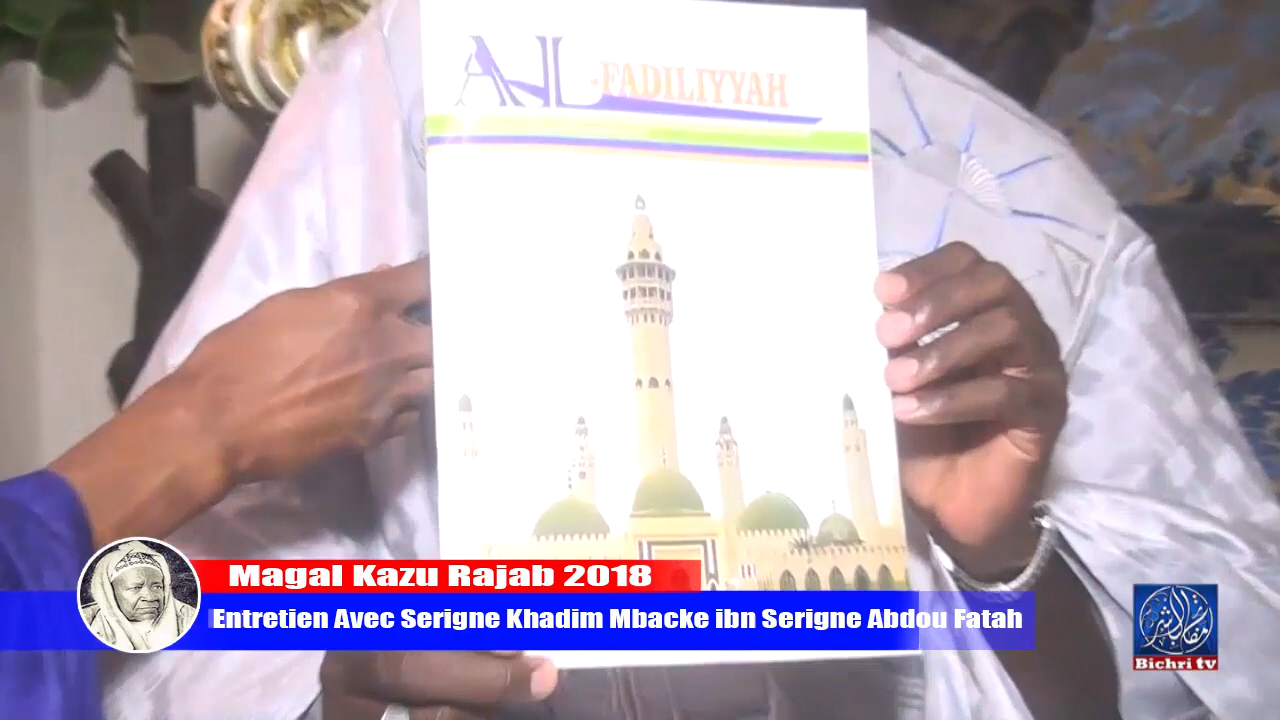 AL-FADILIYYAH
Magal Kazu Rajab 2018
Entretien Avec Serigne Khadim Mbacke ibn Serigne Abdou Fatah
Bichri tv